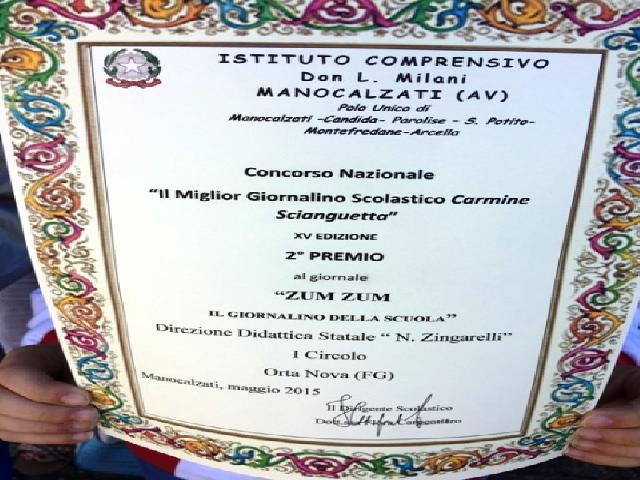 ISTITUTO COMPRENSIVO
Don L. Milani
MANOCALZATI (AV)
Polo Unico di
Manocalzati -Candida- Parolise - S. Potito-
Montefredane-Arcella
Concorso Nazionale
"Il Miglior Giornalino Scolastico Carmine
Scianguetta"
XV EDIZIONE
2° PREMIO
al giornale
"ZUM ZUM
IL GIORNALINO DELLA SCUOLA"
Direzione Didattica Statale " N. Zingarelli"
I Circolo
Orta Nova (FG)
Manocalzati, maggio 2015
Il Dirigente Scolastico